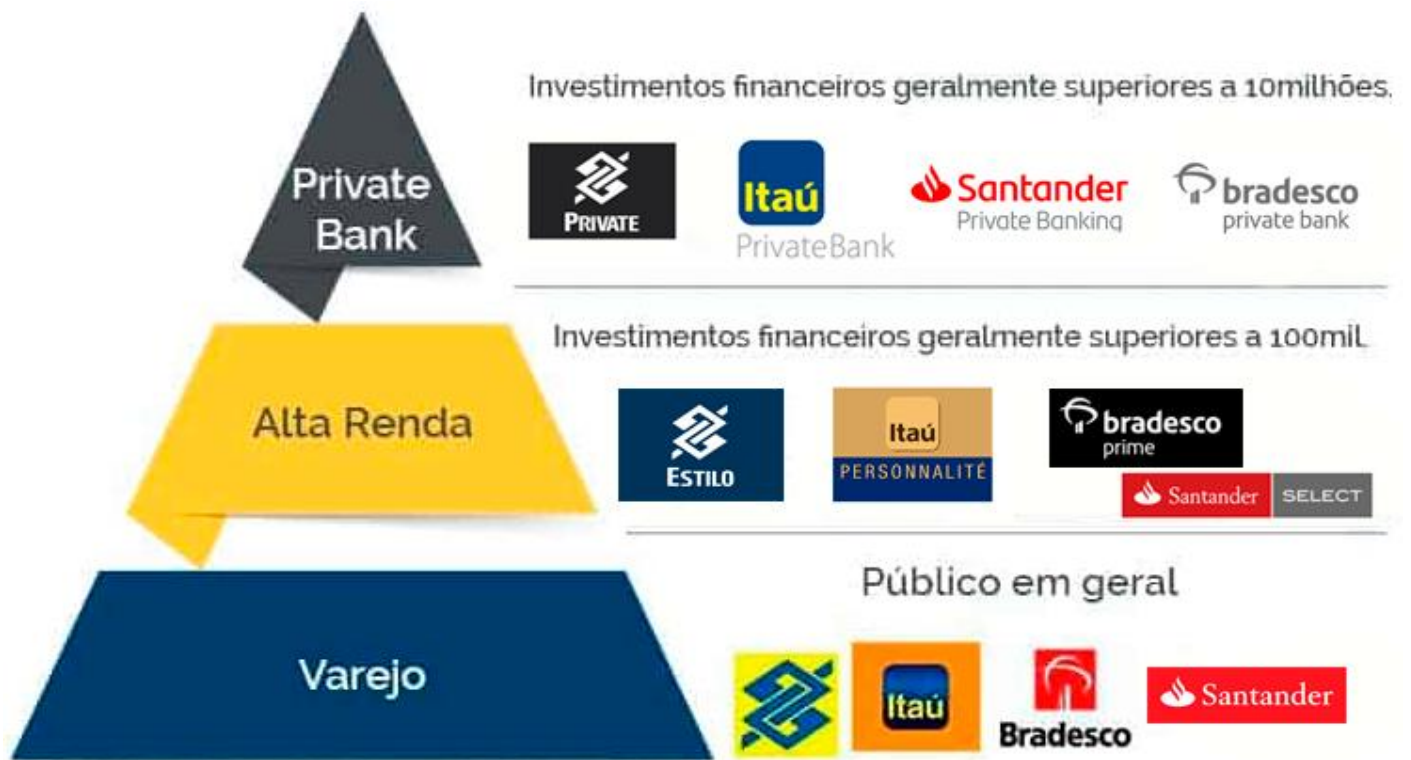 Private
Bank
Investimentos financeiros geralmente superiores a 10milhões.
PRIVATE
Itaú
PrivateBank
Santander
Private Banking
bradesco
private bank
Alta Renda
Investimentos financeiros geralmente superiores a 100mil.
ESTILO
Itaú
PERSONNALITÉ
bradesco
prime
Santander SELECT
Varejo
Público em geral
Itaú
Bradesco
Santander